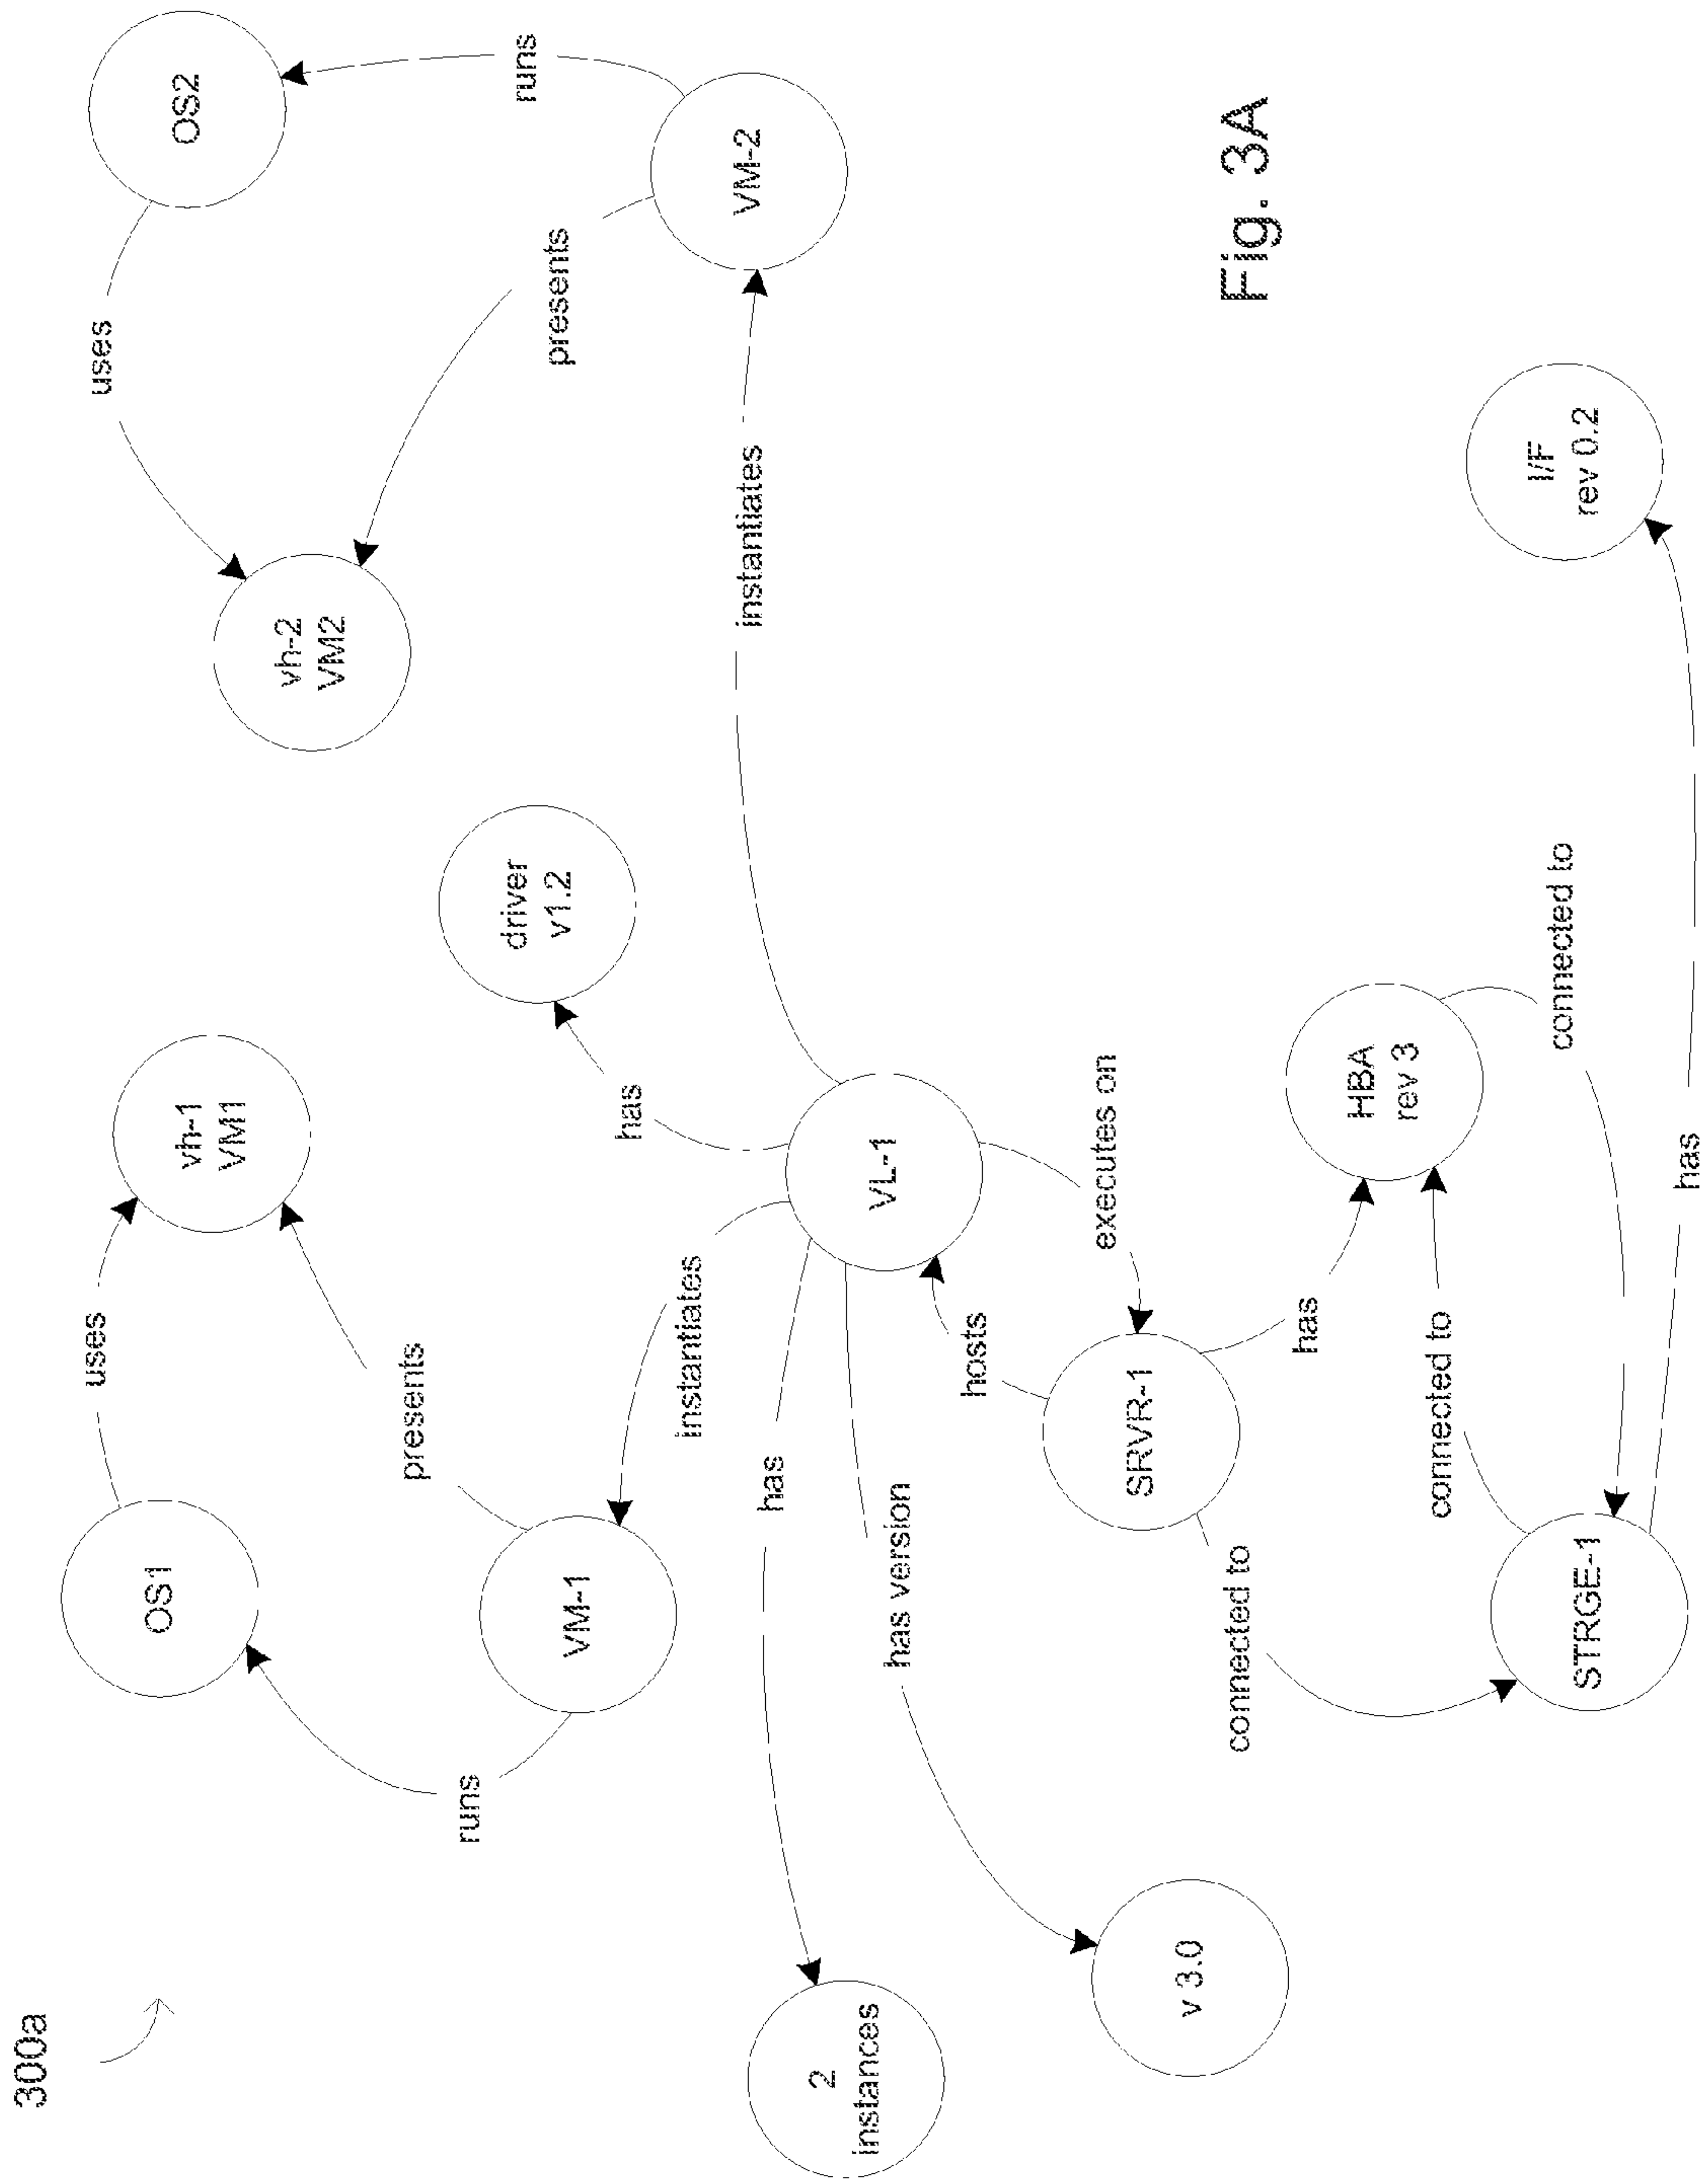 300a
OS1
uses
vh-1
VM1
uses
OS2
runs
presents
vh-2
VM2
runs
VM-1
instantiates
has
driver
v1.2
presents
VM-2
instantiates
2
instances
has
has version
VL-1
v 3.0
hosts
executes on
SRVR-1
connected to
has
HBA
rev 3
connected to
connected to
STRGE-1
has
I/F
rev 0.2
Fig. 3A